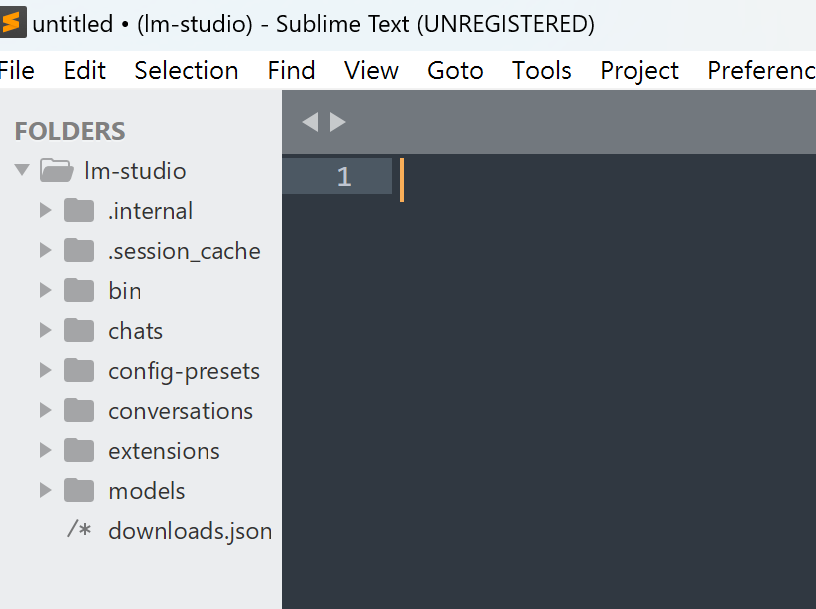 untitled • (lm-studio) - Sublime Text (UNREGISTERED)
File Edit Selection Find View Goto Tools Project Preferenc
FOLDERS
lm-studio
.internal
.session_cache
bin
chats
config-presets
conversations
extensions
models
/* downloads.json
1